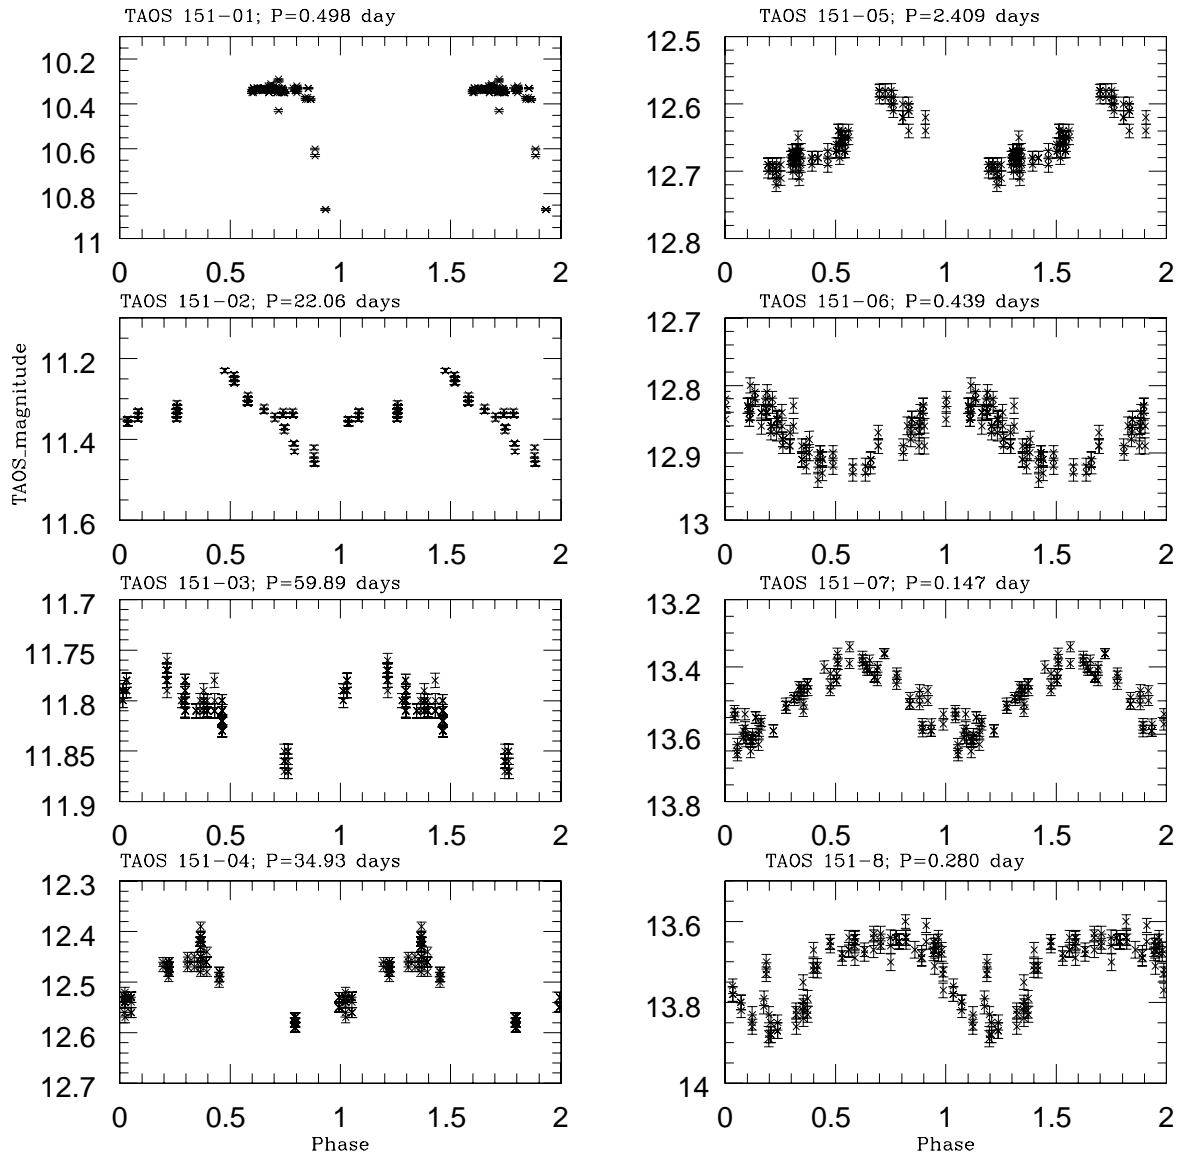 TAOS 151-01; P=0.498 day
10.2
10.4
10.6
10.8
11
0 0.5 1 1.5 2
TAOS 151-02; P=22.06 days
11.2
11.4
11.6
0 0.5 1 1.5 2
TAOS_magnitude
TAOS 151-03; P=59.89 days
11.7
11.75
11.8
11.85
11.9
0 0.5 1 1.5 2
TAOS 151-04; P=34.93 days
12.3
12.4
12.5
12.6
12.7
0 0.5 1 1.5 2
Phase
TAOS 151-05; P=2.409 days
12.5
12.6
12.7
12.8
0 0.5 1 1.5 2
TAOS 151-06; P=0.439 days
12.7
12.8
12.9
13
0 0.5 1 1.5 2
TAOS 151-07; P=0.147 day
13.2
13.4
13.6
13.8
0 0.5 1 1.5 2
TAOS 151-8; P=0.280 day
13.6
13.8
14
0 0.5 1 1.5 2
Phase